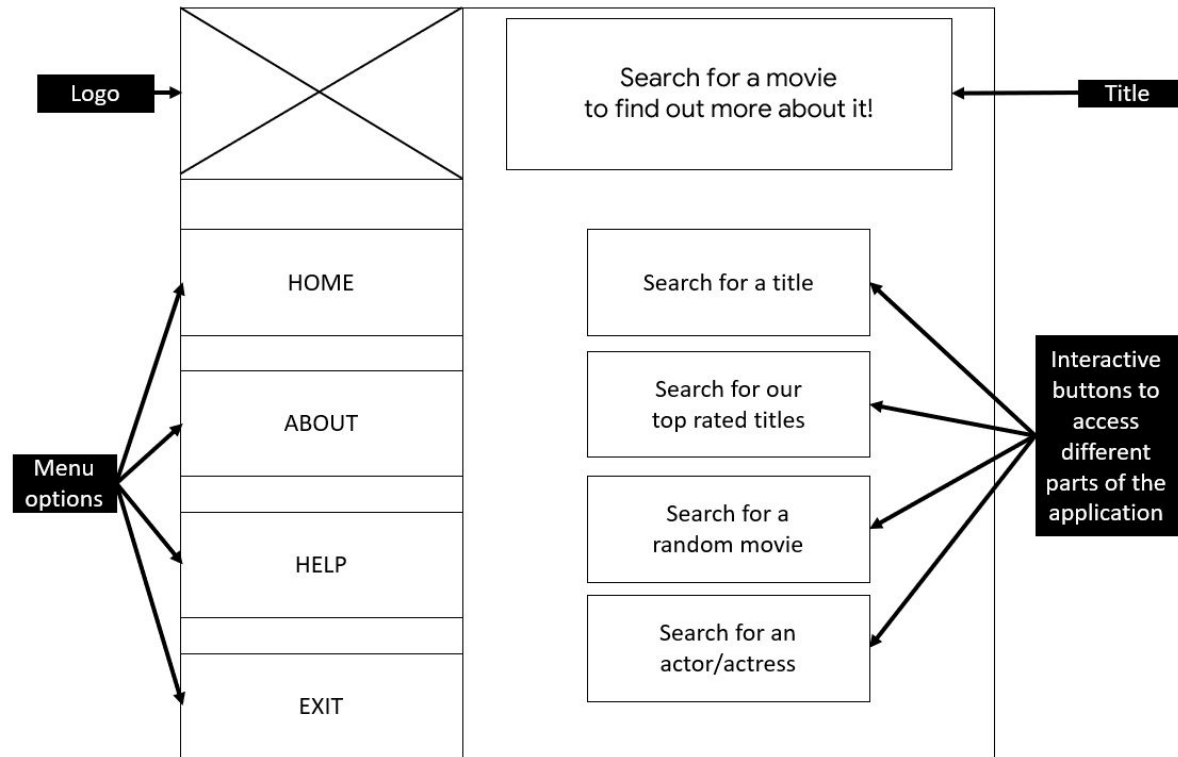 Logo
Search for a movie
to find out more about it!
Title
HOME
ABOUT
HELP
EXIT
Menu
options
Search for a title
Search for our
top rated titles
Search for a
random movie
Search for an
actor/actress
Interactive
buttons to
access
different
parts of the
application